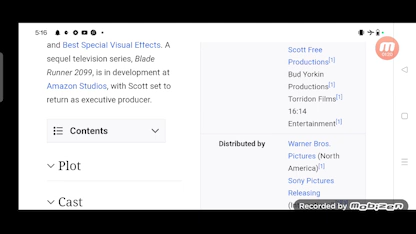 5:16
and Best Special Visual Effects. A
sequel television series, Blade
Runner 2099, is in development at
Amazon Studios, with Scott set to
return as executive producer.
Contents
Plot
Cast
Scott Free
Productions[1]
Bud Yorkin
Productions[1]
Torridon Films[1]
16:14
Entertainment[1]
Distributed by
Warner Bros.
Pictures (North
America)[1]
Sony Pictures
Releasing
Recorded by mobizen